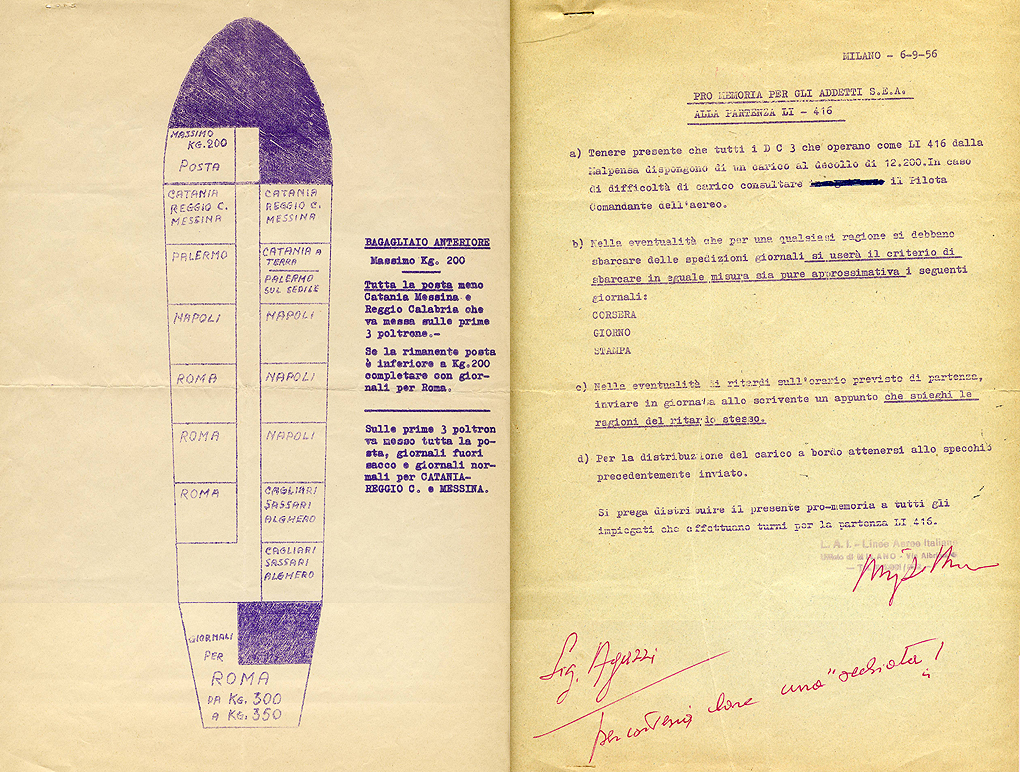 MASSIMO
KG. 200
POSTA
CATANIA
REGGIO C.
MESSINA
CATANIA
REGGIO C.
MESSINA
PALERMO
CATANIA A
TERRA
PALERMO
SUL SEDILE
NAPOLI
NAPOLI
ROMA
NAPOLI
ROMA
NAPOLI
ROMA
CAGLIARI
SASSARI
ALGHERO
CAGLIARI
SASSARI
ALGHERO
GIORNALI
PER
ROMA
DA KG. 300
A KG. 350
BAGAGLIAIO ANTERIORE
Massimo Kg. 200
Tutta la posta meno
Catania Messina e
Reggio Calabria che
va messa sulle prime
3 poltrone.-
Se la rimanente posta
è inferiore a Kg.200
completare con gior-
nali per Roma.
Sulle prime 3 poltron
va messo tutta la po-
sta, giornali fuori
sacco e giornali nor-
mali per CATANIA-
REGGIO C. e MESSINA.
MILANO - 6-9-56
PRO MEMORIA PER GLI ADDETTI S.E.A.
ALLA PARTENZA LI - 416
a) Tenere presente che tutti i D C 3 che operano come LI 416 dalla
Malpensa dispongono di un carico al decollo di 12.200.In caso
di difficoltà di carico consultare il Pilota
Comandante dell'aereo.
b) Nella eventualità che per una qualsiasi ragione si debbano
sbarcare delle spedizioni giornali si userà il criterio di
sbarcare in eguale misura sia pure approssimativa i seguenti
giornali:
CORSERA
GIORNO
STAMPA
c) Nella eventualità di ritardi sull'orario previsto di partenza,
inviare in giornata allo scrivente un appunto che spieghi le
ragioni del ritardo stesso.
d) Per la distribuzione del carico a bordo attenersi allo specchio
precedentemente inviato.
Si prega distribuire il presente pro-memoria a tutti gli
impiegati che effettuano turni per la partenza LI 416.
L. A. I. - Linee Aeree Italiane
Ufficio di MILANO - Via
Sig. Agazzi
per cortesia dare una "occhiata"!